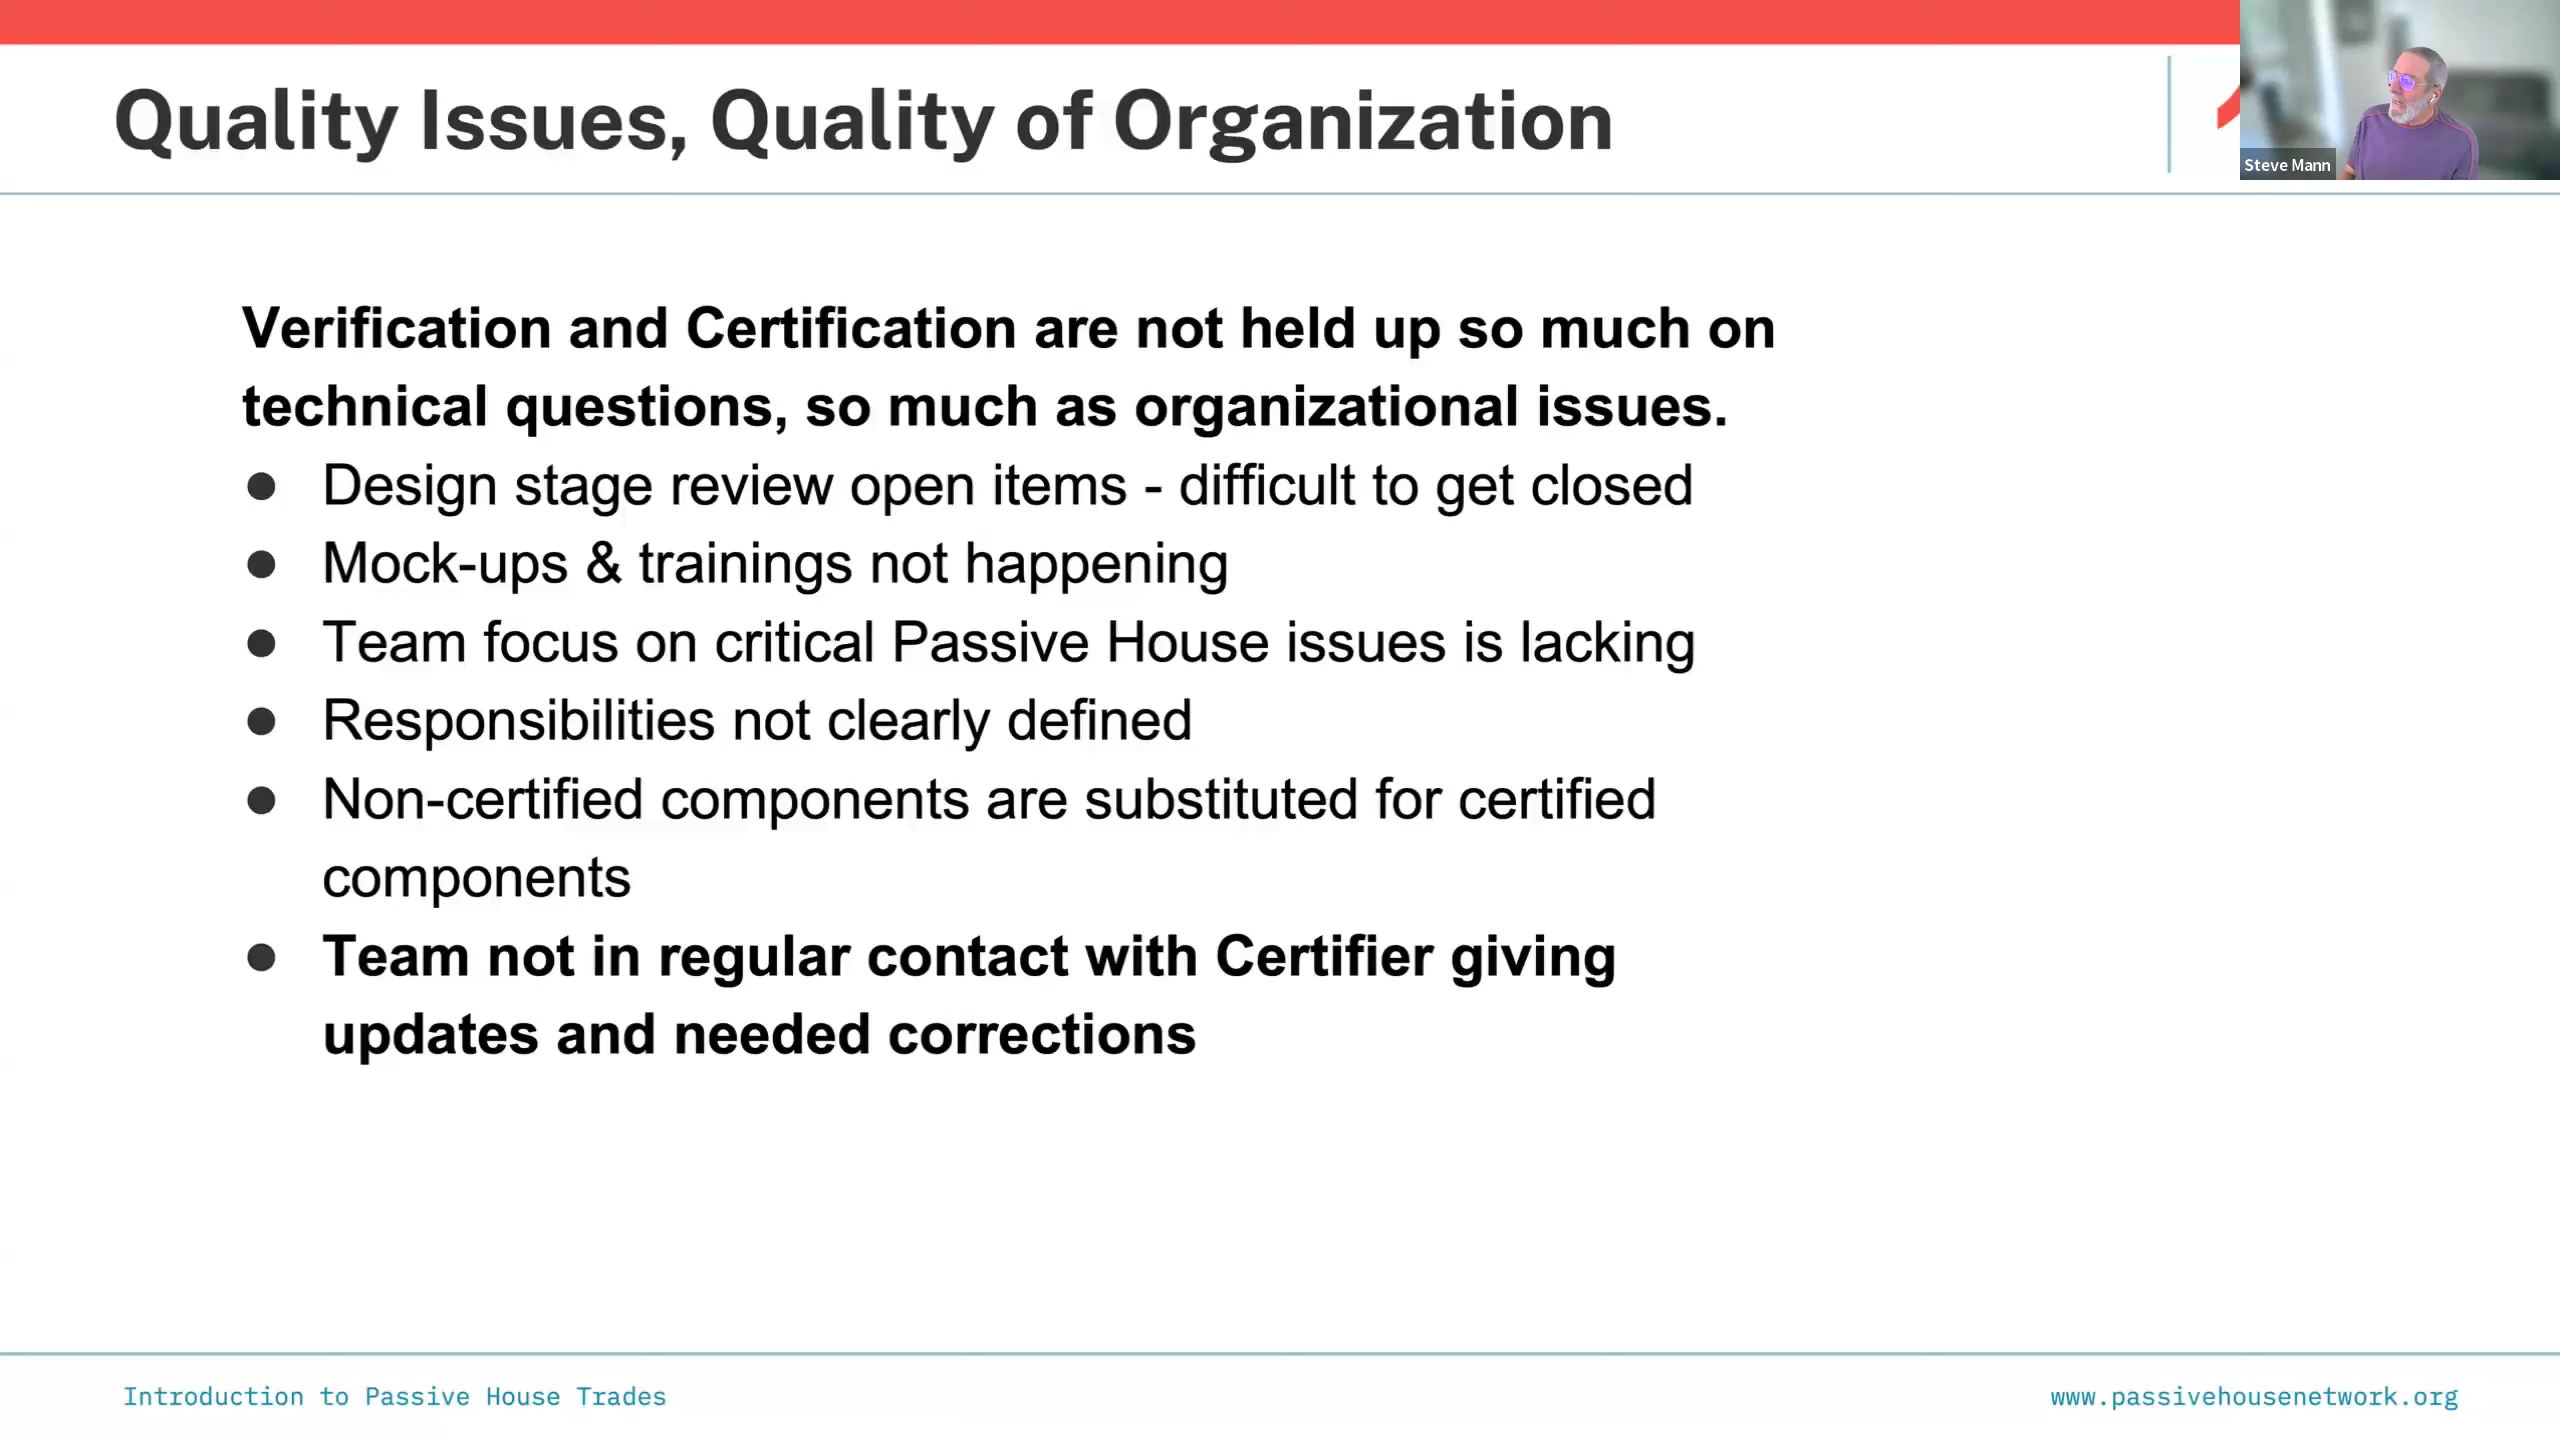 Quality Issues, Quality of Organization
Steve Mann
Verification and Certification are not held up so much on
technical questions, so much as organizational issues.
● Design stage review open items - difficult to get closed
● Mock-ups & trainings not happening
● Team focus on critical Passive House issues is lacking
● Responsibilities not clearly defined
● Non-certified components are substituted for certified
components
● Team not in regular contact with Certifier giving
updates and needed corrections
Introduction to Passive House Trades
www.passivehousenetwork.org